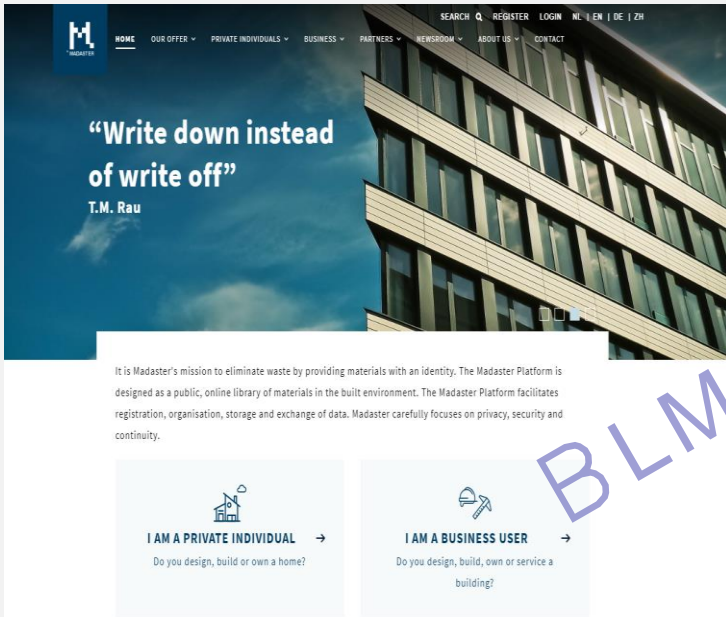 SEARCH REGISTER LOGIN NL | EN | DE | ZH
MADASTER
HOME OUR OFFER PRIVATE INDIVIDUALS BUSINESS PARTNERS NEWSROOM ABOUT US CONTACT
“Write down instead
of write off”
T.M. Rau
It is Madaster's mission to eliminate waste by providing materials with an identity. The Madaster Platform is
designed as a public, online library of materials in the built environment. The Madaster Platform facilitates
registration, organisation, storage and exchange of data. Madaster carefully focuses on privacy, security and
continuity.
I AM A PRIVATE INDIVIDUAL →
Do you design, build or own a home?
I AM A BUSINESS USER →
Do you design, build, own or service a
building?
BLM